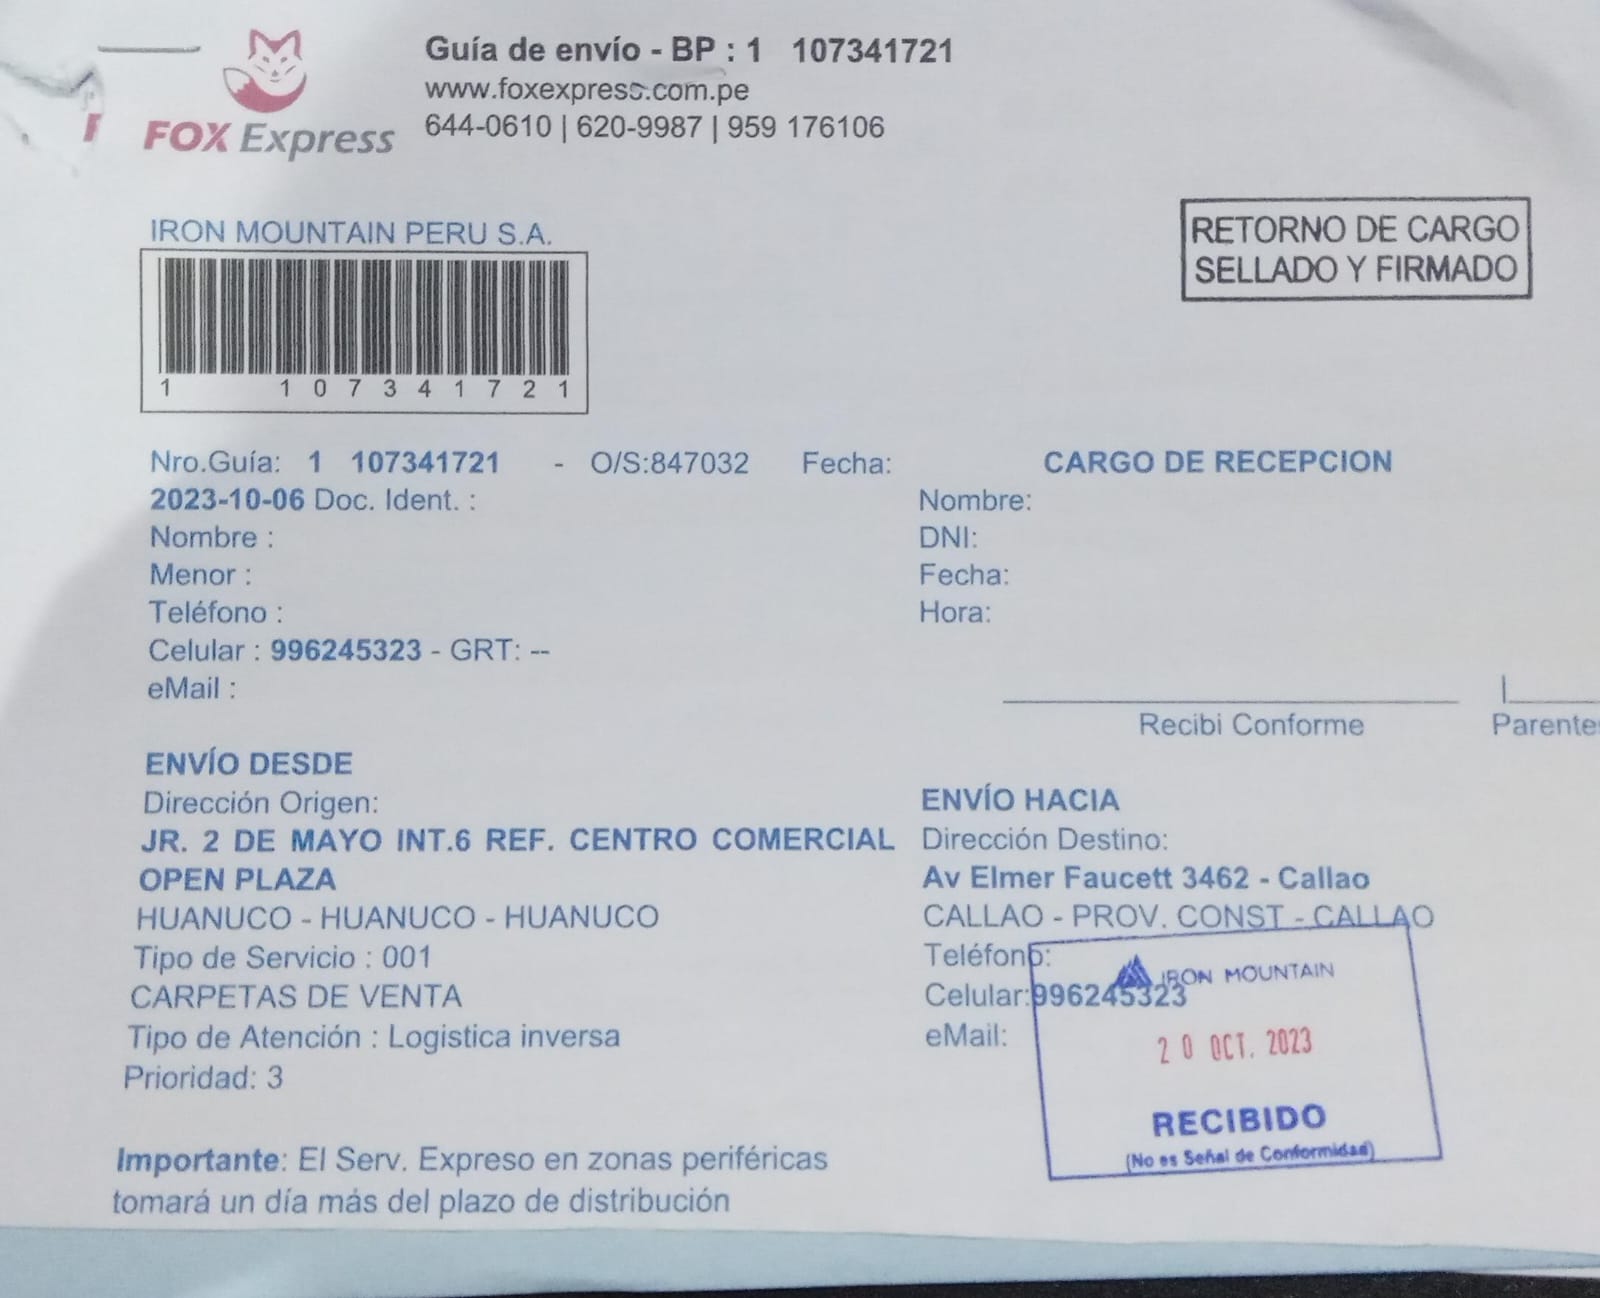 FOX Express
Guía de envío - BP : 1 107341721
www.foxexpress.com.pe
644-0610 | 620-9987 | 959 176106
IRON MOUNTAIN PERU S.A.
1 107341721
RETORNO DE CARGO
SELLADO Y FIRMADO
Nro.Guía: 1 107341721 - O/S:847032 Fecha:
2023-10-06 Doc. Ident. :
Nombre :
Menor :
Teléfono :
Celular : 996245323 - GRT: --
eMail :
CARGO DE RECEPCION
Nombre:
DNI:
Fecha:
Hora:
Recibi Conforme
Parente
ENVÍO DESDE
Dirección Origen:
JR. 2 DE MAYO INT.6 REF. CENTRO COMERCIAL
OPEN PLAZA
HUANUCO - HUANUCO - HUANUCO
Tipo de Servicio : 001
CARPETAS DE VENTA
Tipo de Atención : Logistica inversa
Prioridad: 3
ENVÍO HACIA
Dirección Destino:
Av Elmer Faucett 3462 - Callao
CALLAO - PROV. CONST - CALLAO
Teléfono:
Celular:996245323
eMail:
IRON MOUNTAIN
20 OCT. 2023
RECIBIDO
(No es Señal de Conformidad)
Importante: El Serv. Expreso en zonas periféricas
tomará un día más del plazo de distribución